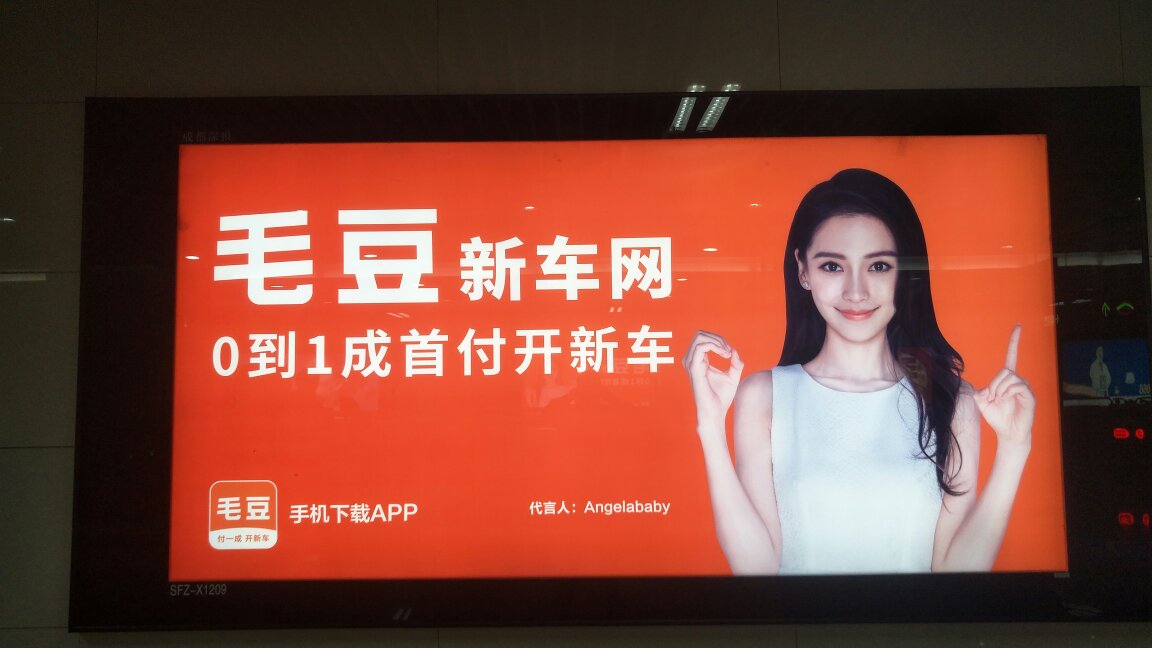 毛豆新车网
0到1成首付开新车
毛豆
付一成 开新车
手机下载APP
代言人：Angelababy
SFZ-X1209